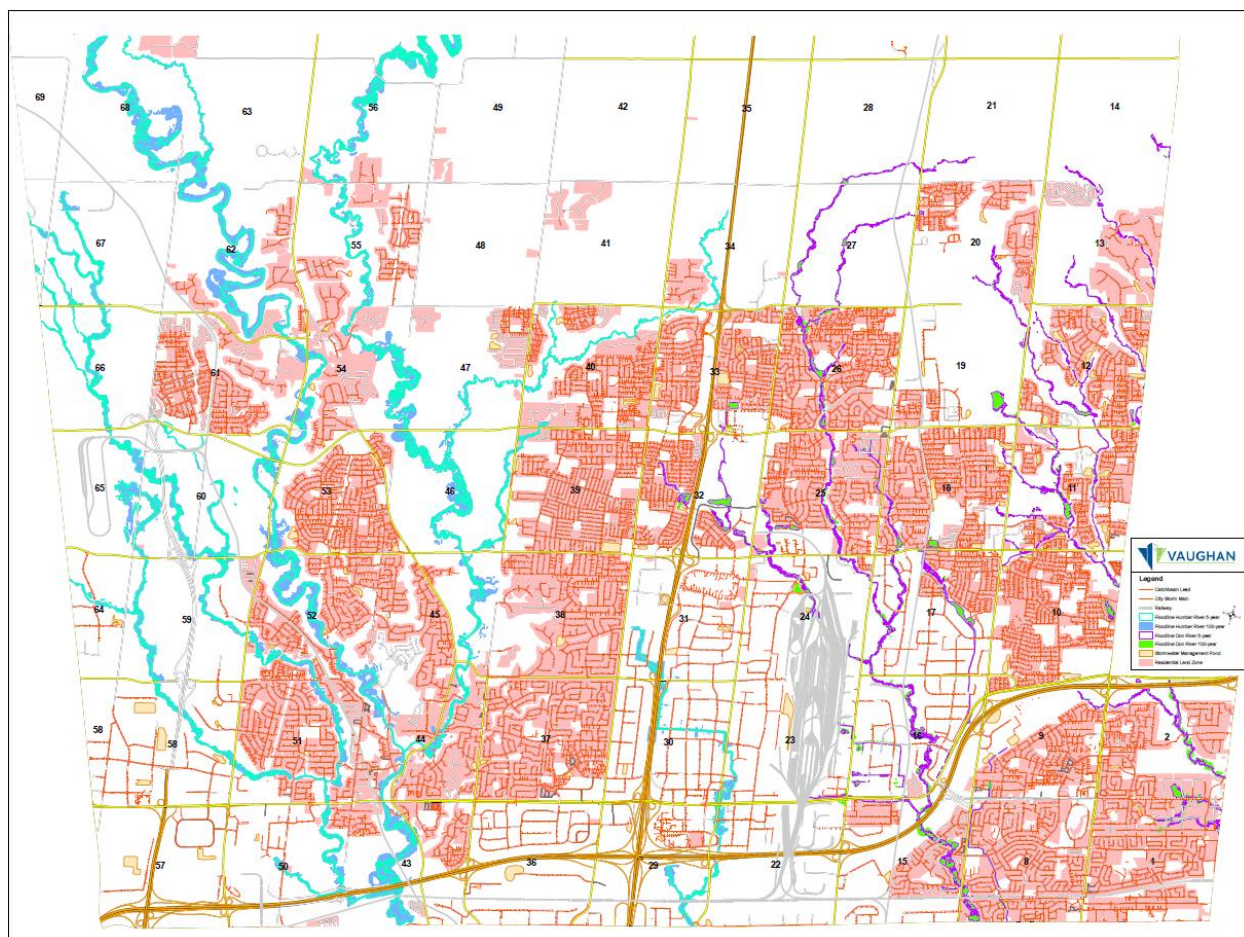 69 68 63 56 49 42 35 28 21 14
67 62 55 48 41 34 27 20 13
66 61 54 47 40 33 26 19 12
65 60 53 46 39 32 25 18 11
64 59 52 45 38 31 24 17 10
58 58 51 44 37 30 23 16 9 2
57 50 43 36 29 22 15 8 1
VAUGHAN
Legend
Catchbasin Lead
City Storm Main
Railway
Floodline Humber River 5-year
Floodline Humber River 100-year
Floodline Don River 5-year
Floodline Don River 100-year
Stormwater Management Pond
Residential Land Zone